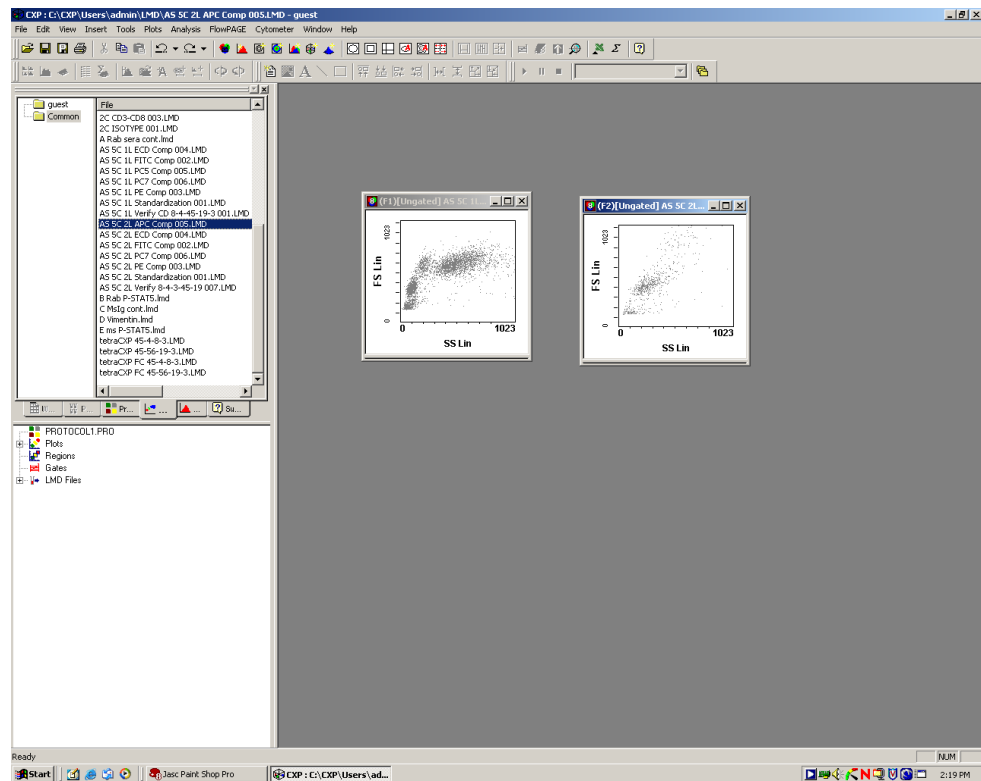 CXP : C:\CXP\Users\admin\LMD\AS 5C 2L APC Comp 005.LMD - guest
File Edit View Insert Tools Plots Analysis FlowPAGE Cytometer Window Help
guest
Common
File
2C CD3-CD8 003.LMD
2C ISOTYPE 001.LMD
A Rab sera cont.lmd
AS 5C 1L ECD Comp 004.LMD
AS 5C 1L FITC Comp 002.LMD
AS 5C 1L PC5 Comp 005.LMD
AS 5C 1L PC7 Comp 006.LMD
AS 5C 1L PE Comp 003.LMD
AS 5C 1L Standardization 001.LMD
AS 5C 1L Verify CD 8-4-45-19-3 001.LMD
AS 5C 2L APC Comp 005.LMD
AS 5C 2L ECD Comp 004.LMD
AS 5C 2L FITC Comp 002.LMD
AS 5C 2L PC7 Comp 006.LMD
AS 5C 2L PE Comp 003.LMD
AS 5C 2L Standardization 001.LMD
AS 5C 2L Verify 8-4-3-45-19 007.LMD
B Rab P-STAT5.lmd
C MsIg cont.lmd
D Vimentin.lmd
E ms P-STAT5.lmd
tetraCXP 45-4-8-3.LMD
tetraCXP 45-56-19-3.LMD
tetraCXP FC 45-4-8-3.LMD
tetraCXP FC 45-56-19-3.LMD
P... Pr... ... ... Su...
PROTOCOL1.PRO
Plots
Regions
Gates
LMD Files
(F1)[Ungated] AS 5C 1L...
1023
FS Lin
0
0 1023
SS Lin
(F2)[Ungated] AS 5C 2L...
1023
FS Lin
0
0 1023
SS Lin
Ready
NUM
Start
Jasc Paint Shop Pro
CXP : C:\CXP\Users\ad...
2:19 PM